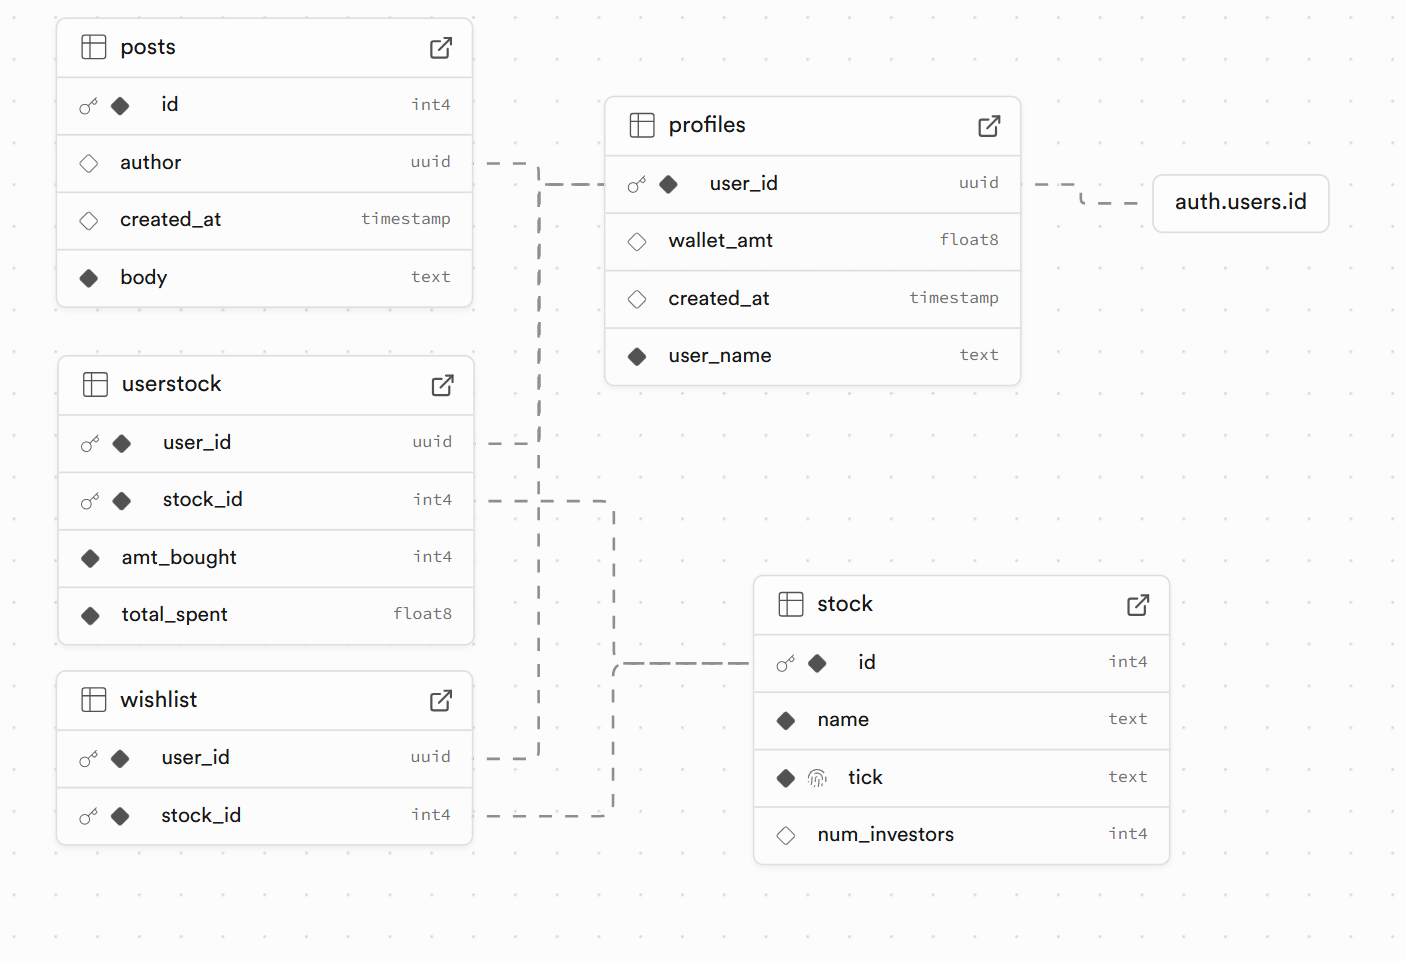 posts
id int4
author uuid
created_at timestamp
body text
profiles
user_id uuid
wallet_amt float8
created_at timestamp
user_name text
auth.users.id
userstock
user_id uuid
stock_id int4
amt_bought int4
total_spent float8
wishlist
user_id uuid
stock_id int4
stock
id int4
name text
tick text
num_investors int4